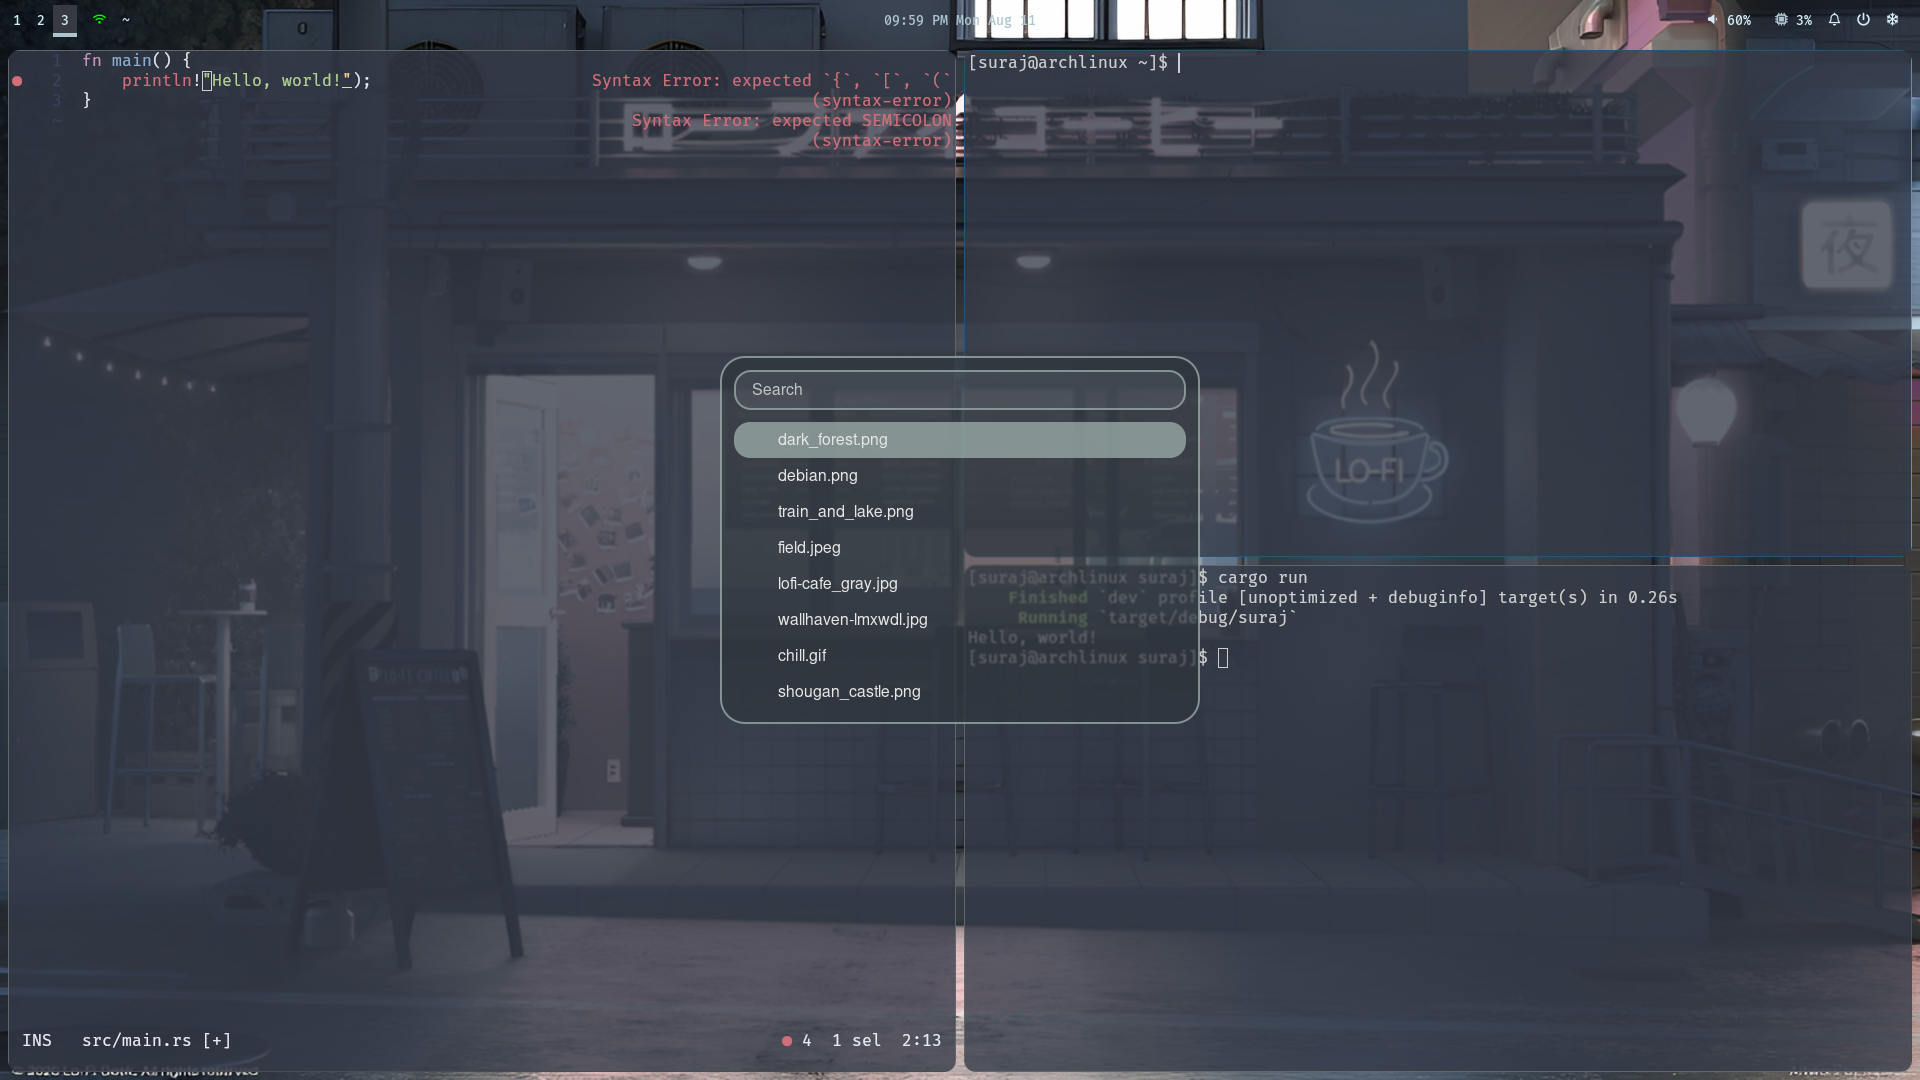 1 2 3 ~
09:59 PM Mon Aug 11
60% 3%
1 fn main() {
2 println!"Hello, world!_");
3 }
~
Syntax Error: expected `{`, `[`, `(`
(syntax-error)
Syntax Error: expected SEMICOLON
(syntax-error)
INS src/main.rs [+]
4 1 sel 2:13
[suraj@archlinux ~]$
コーヒー
夜
LO-FI
Search
dark_forest.png
debian.png
train_and_lake.png
field.jpeg
lofi-cafe_gray.jpg
wallhaven-lmxwdl.jpg
chill.gif
shougan_castle.png
[suraj@archlinux suraj]$ cargo run
Finished `dev` profile [unoptimized + debuginfo] target(s) in 0.26s
Running `target/debug/suraj`
Hello, world!
[suraj@archlinux suraj]$